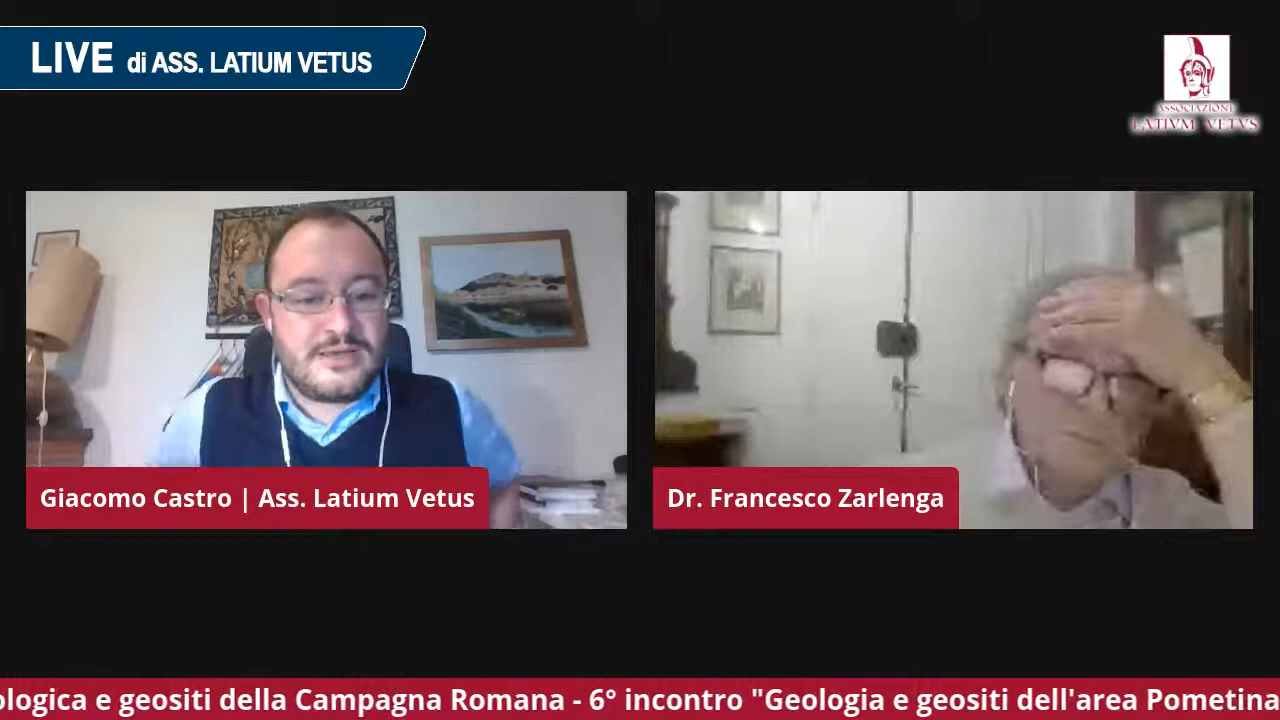 LIVE di ASS. LATIUM VETUS
ASSOCIAZIONE
LATIVM VETVS
Giacomo Castro | Ass. Latium Vetus
Dr. Francesco Zarlenga
ologica e geositi della Campagna Romana - 6° incontro "Geologia e geositi dell'area Pometina